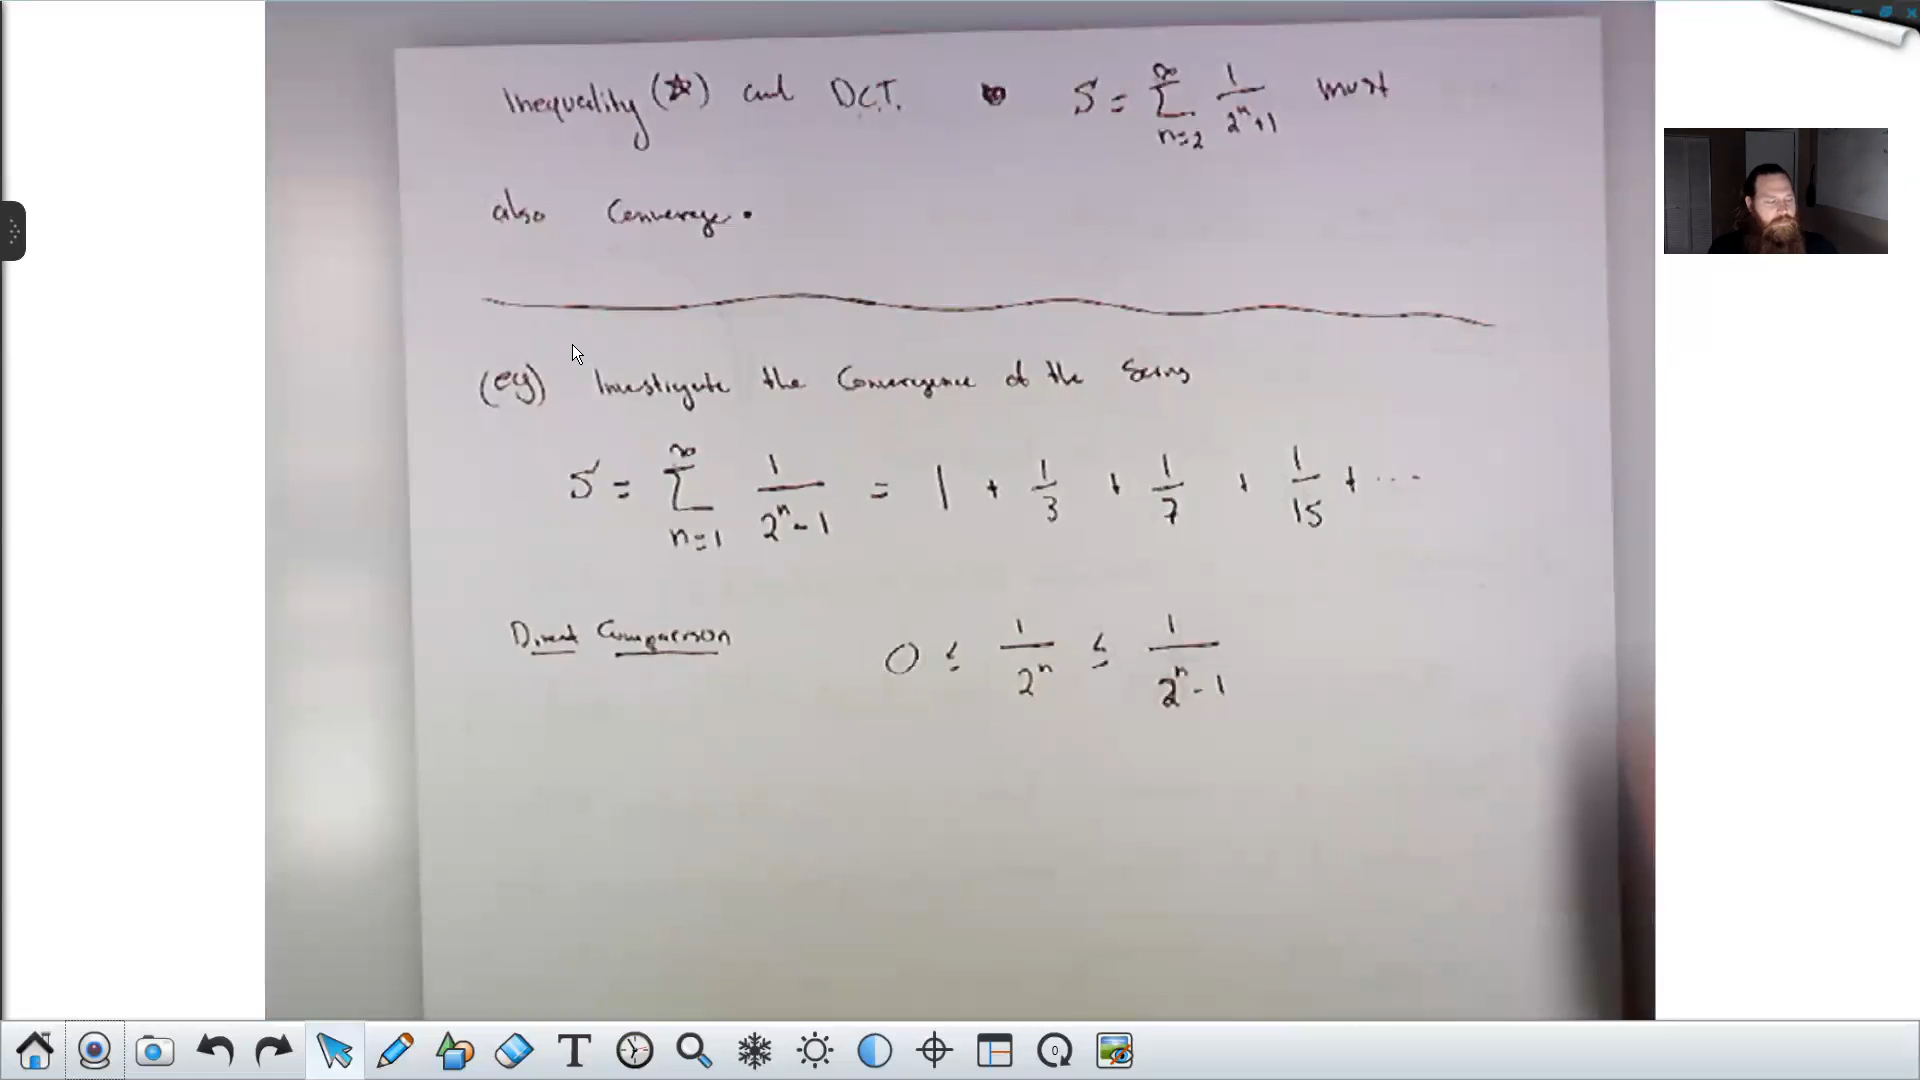 Inequality (☆) and D.C.T. S = ∑_{n=2}^{∞} 1/(2^n+1) must
also Converge.
(eg) Investigate the Convergence of the Series
S = ∑_{n=1}^{∞} 1/(2^n-1) = 1 + 1/3 + 1/7 + 1/15 + ...
Direct Comparison 0 ≤ 1/2^n ≤ 1/(2^n-1)
T
0